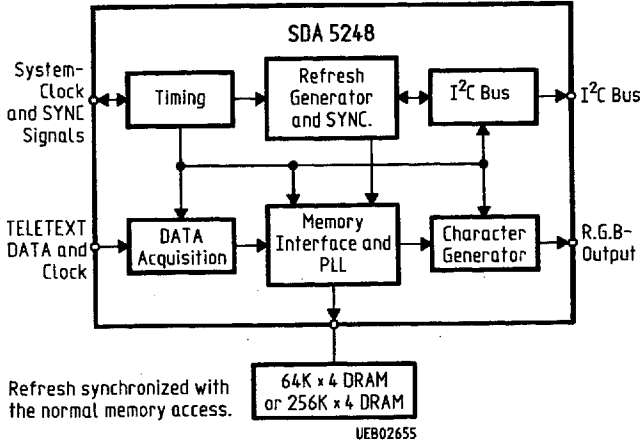 SDA 5248
System-
Clock
and SYNC
Signals
Timing
Refresh
Generator
and SYNC.
I²C Bus
I²C Bus
TELETEXT
DATA and
Clock
DATA
Acquisition
Memory
Interface and
PLL
Character
Generator
R.G.B-
Output
Refresh synchronized with
the normal memory access.
64K x 4 DRAM
or 256K x 4 DRAM
UEB02655